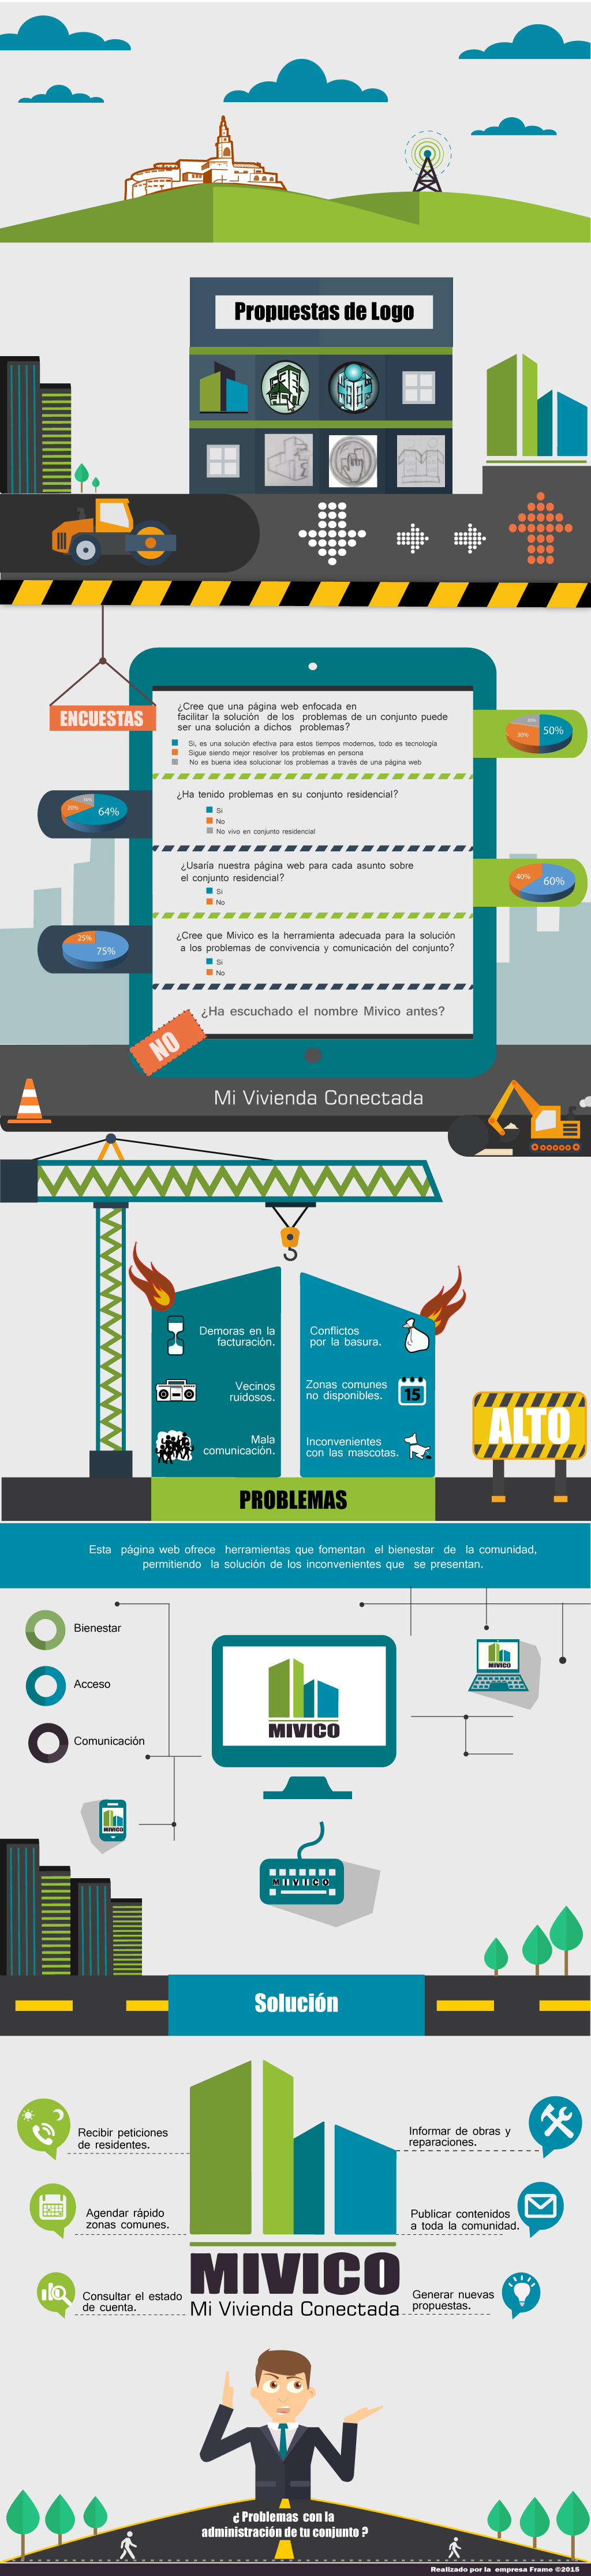 Propuestas de Logo
ENCUESTAS
¿Cree que una página web enfocada en
facilitar la solución de los problemas de un conjunto puede
ser una solución a dichos problemas?
Si, es una solución efectiva para estos tiempos modernos, todo es tecnología
Sigue siendo mejor resolver los problemas en persona
No es buena idea solucionar los problemas a través de una página web
20%
30%
50%
¿Ha tenido problemas en su conjunto residencial?
Si
No
No vivo en conjunto residencial
20%
64%
¿Usaría nuestra página web para cada asunto sobre
el conjunto residencial?
Si
No
40%
60%
¿Cree que Mivico es la herramienta adecuada para la solución
a los problemas de convivencia y comunicación del conjunto?
Si
No
25%
75%
¿Ha escuchado el nombre Mivico antes?
NO
Mi Vivienda Conectada
Demoras en la
facturación.
Vecinos
ruidosos.
Mala
comunicación.
Conflictos
por la basura.
Zonas comunes
no disponibles.
15
Inconvenientes
con las mascotas.
ALTO
PROBLEMAS
Esta página web ofrece herramientas que fomentan el bienestar de la comunidad,
permitiendo la solución de los inconvenientes que se presentan.
Bienestar
Acceso
Comunicación
MIVICO
MIVICO
MIVICO
Solución
Recibir peticiones
de residentes.
Agendar rápido
zonas comunes.
Consultar el estado
de cuenta.
Informar de obras y
reparaciones.
Publicar contenidos
a toda la comunidad.
Generar nuevas
propuestas.
MIVICO
Mi Vivienda Conectada
¿Problemas con la
administración de tu conjunto?
Realizado por la empresa Frame ©2015